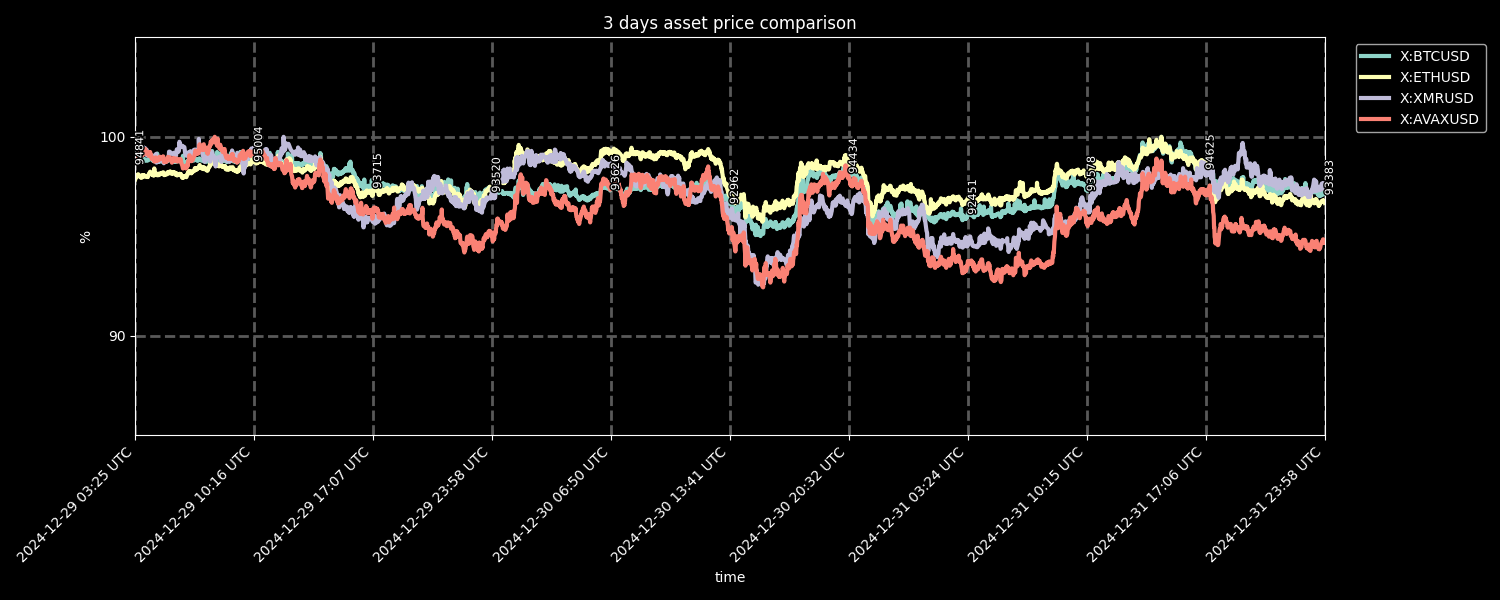 3 days asset price comparison
X:BTCUSD
X:ETHUSD
X:XMRUSD
X:AVAXUSD
100
90
%
94841
95004
93715
93520
93626
92962
94434
92451
93578
94625
93383
2024-12-29 03:25 UTC
2024-12-29 10:16 UTC
2024-12-29 17:07 UTC
2024-12-29 23:58 UTC
2024-12-30 06:50 UTC
2024-12-30 13:41 UTC
2024-12-30 20:32 UTC
2024-12-31 03:24 UTC
2024-12-31 10:15 UTC
2024-12-31 17:06 UTC
2024-12-31 23:58 UTC
time